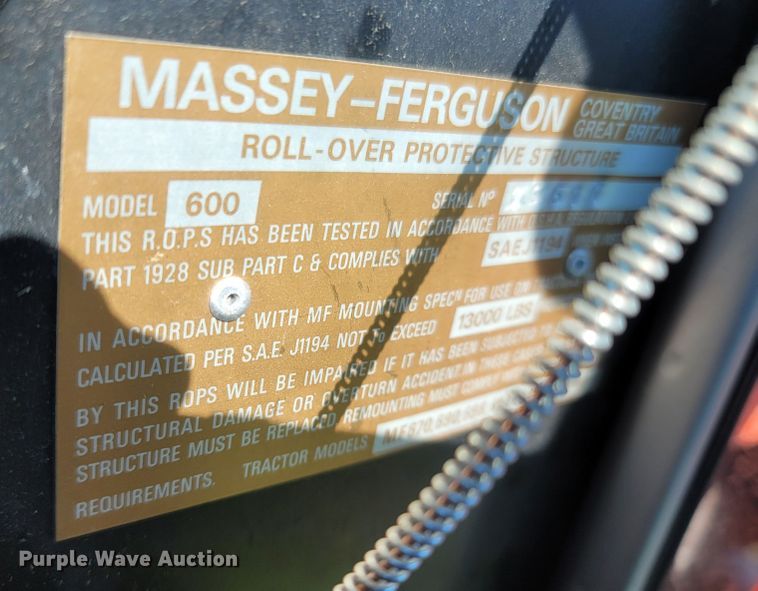 MASSEY-FERGUSON COVENTRY GREAT BRITAIN
ROLL-OVER PROTECTIVE STRUCTURE
MODEL 600 SERIAL Nº
THIS R.O.P.S HAS BEEN TESTED IN ACCORDANCE WITH O.S.H.A. REGULATION
PART 1928 SUB PART C & COMPLIES WITH SAEJ1194
IN ACCORDANCE WITH MF MOUNTING SPECN FOR USE ON TRACTORS
CALCULATED PER S.A.E. J1194 NOT TO EXCEED 13000 LBS
BY THIS ROPS WILL BE IMPAIRED IF IT HAS BEEN SUBJECTED TO
STRUCTURAL DAMAGE OR OVERTURN ACCIDENT. IN THESE CASES
STRUCTURE MUST BE REPLACED. REMOUNTING MUST COMPLY
REQUIREMENTS. TRACTOR MODELS
Purple Wave Auction